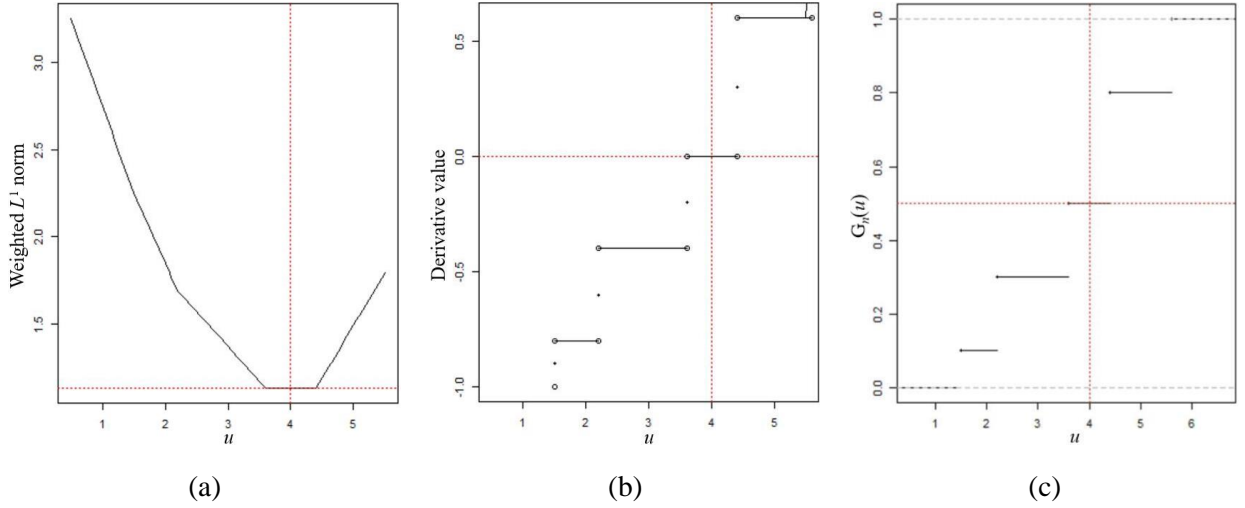 Weighted L¹ norm
3.0
2.5
2.0
1.5
1 2 3 4 5
u
(a)
Derivative value
0.5
0.0
-0.5
-1.0
1 2 3 4 5
u
(b)
Gₙ(u)
1.0
0.8
0.6
0.4
0.2
0.0
1 2 3 4 5 6
u
(c)